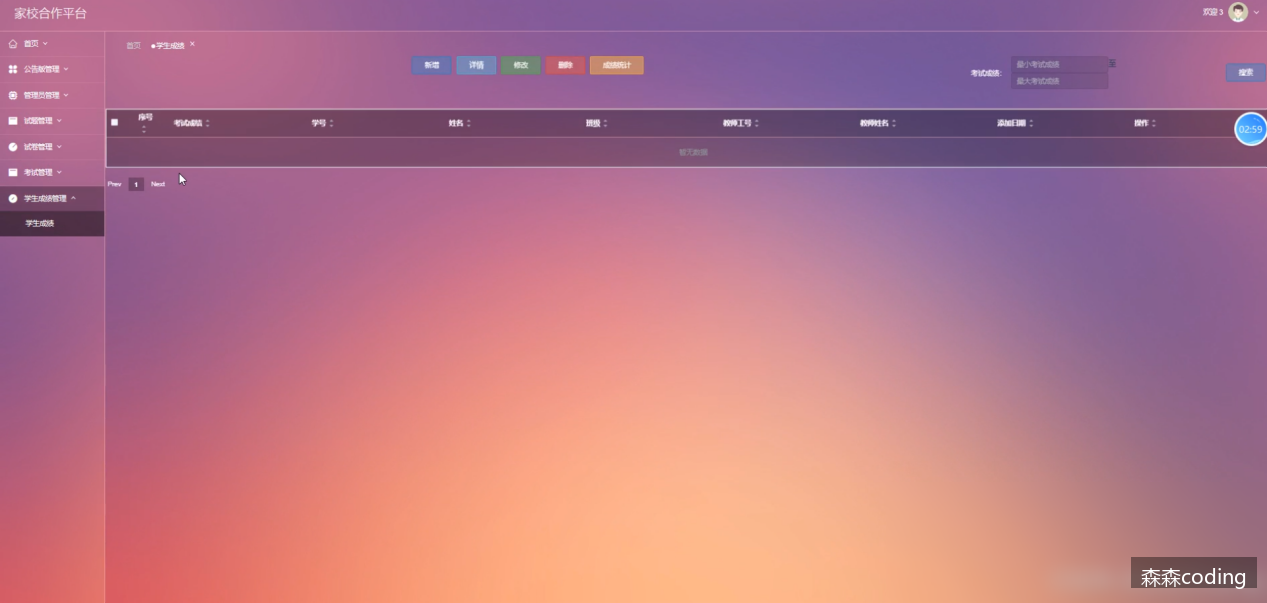 家校合作平台
欢迎 3
首页
公告板管理
管理员管理
试题管理
试卷管理
考试管理
学生成绩管理
学生成绩
首页 ●学生成绩 ×
新增 详情 修改 删除 成绩统计
考试成绩: 最小考试成绩 至
最大考试成绩
搜索
序号 考试成绩 学号 姓名 班级 教师工号 教师姓名 添加日期 操作
02:59
暂无数据
Prev 1 Next
森森coding